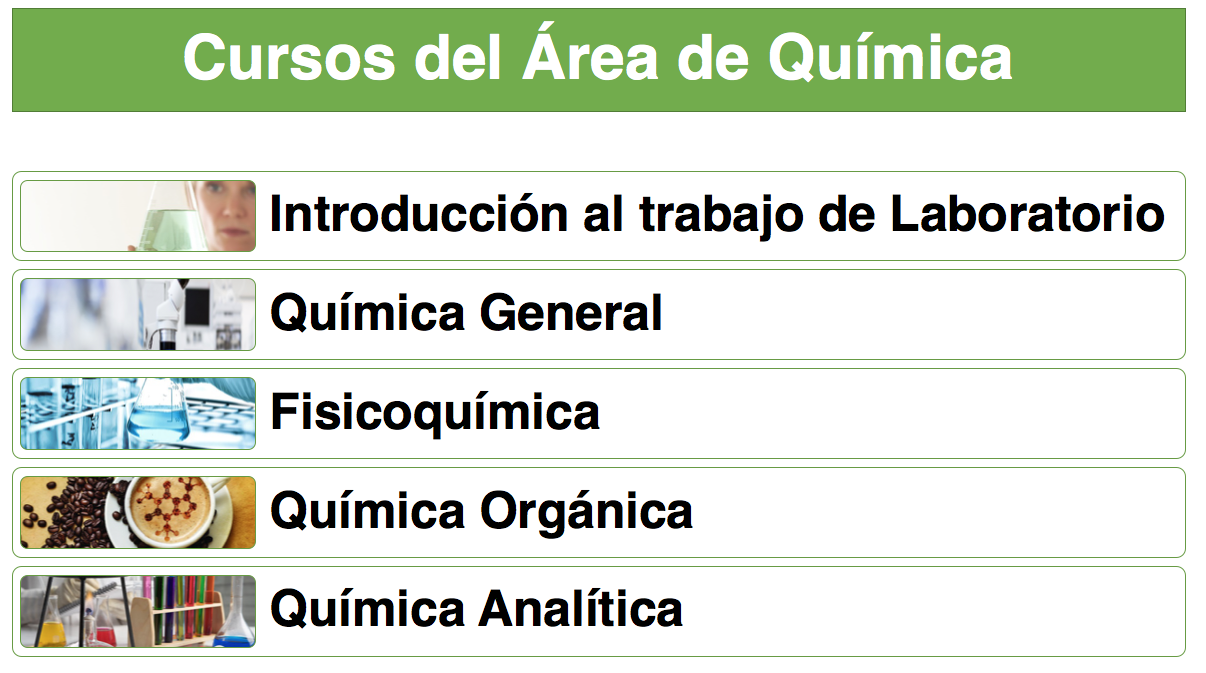 Cursos del Área de Química
Introducción al trabajo de Laboratorio
Química General
Fisicoquímica
Química Orgánica
Química Analítica